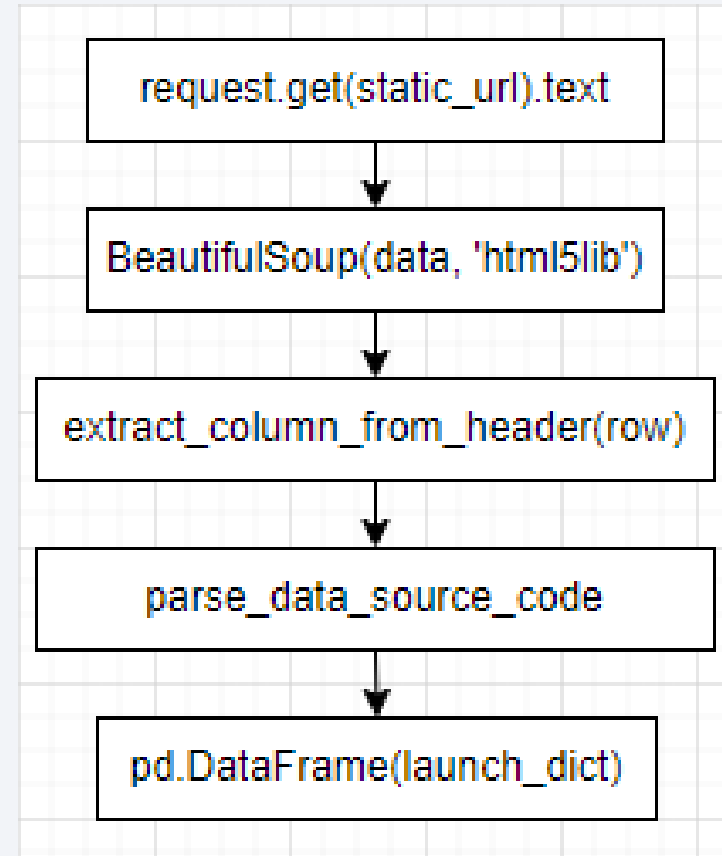 request.get(static_url).text
BeautifulSoup(data, 'html5lib')
extract_column_from_header(row)
parse_data_source_code
pd.DataFrame(launch_dict)